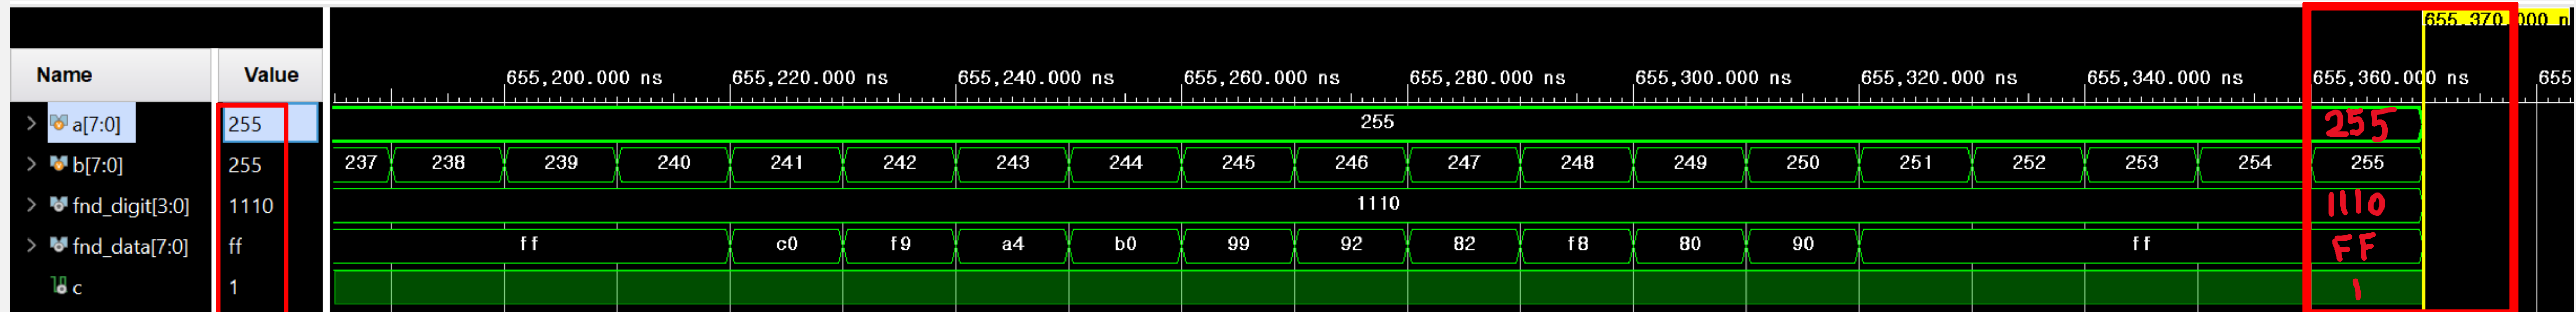 655,370.000 n
Name Value
655,200.000 ns 655,220.000 ns 655,240.000 ns 655,260.000 ns 655,280.000 ns 655,300.000 ns 655,320.000 ns 655,340.000 ns 655,360.000 ns 655
a[7:0] 255 255 255
b[7:0] 255 237 238 239 240 241 242 243 244 245 246 247 248 249 250 251 252 253 254 255
fnd_digit[3:0] 1110 1110 1110
fnd_data[7:0] ff ff c0 f9 a4 b0 99 92 82 f8 80 90 ff FF
c 1 1